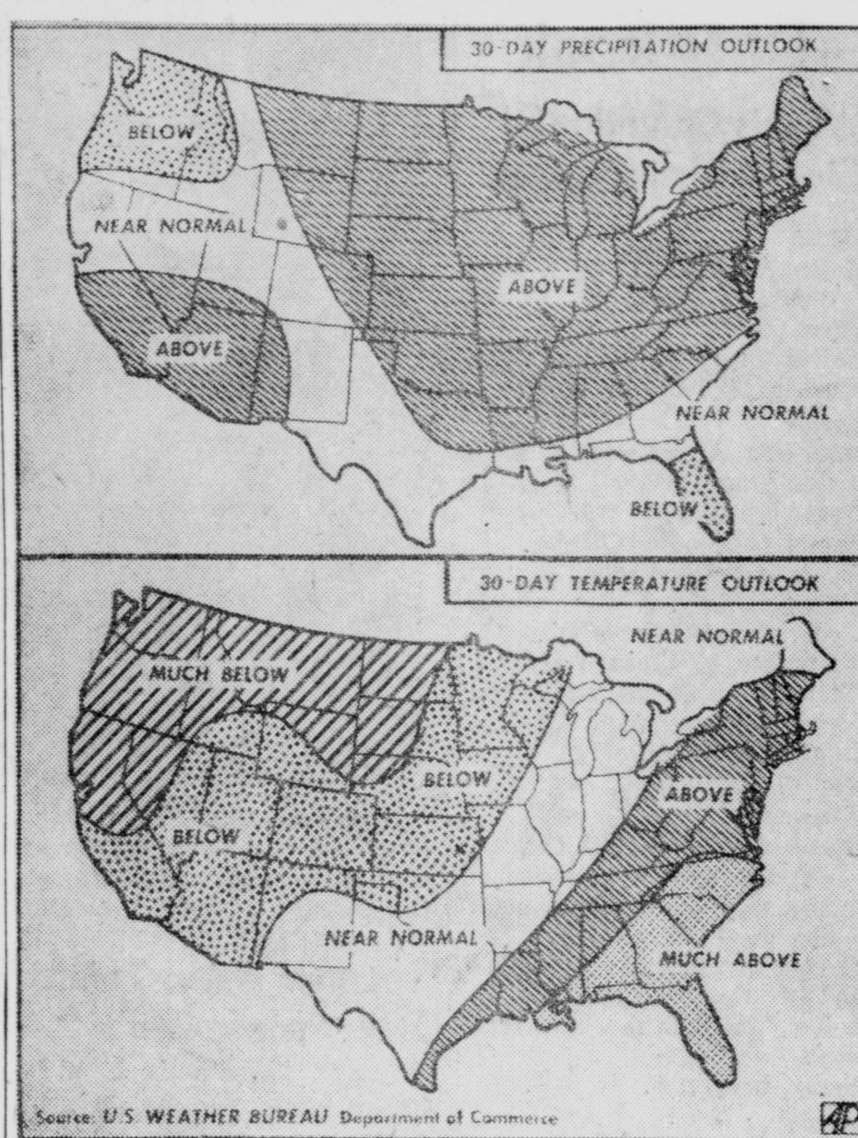 30-DAY PRECIPITATION OUTLOOK
BELOW
NEAR NORMAL
ABOVE
ABOVE
NEAR NORMAL
BELOW
30-DAY TEMPERATURE OUTLOOK
NEAR NORMAL
MUCH BELOW
BELOW
ABOVE
BELOW
NEAR NORMAL
MUCH ABOVE
Source: U.S. WEATHER BUREAU Department of Commerce
AP